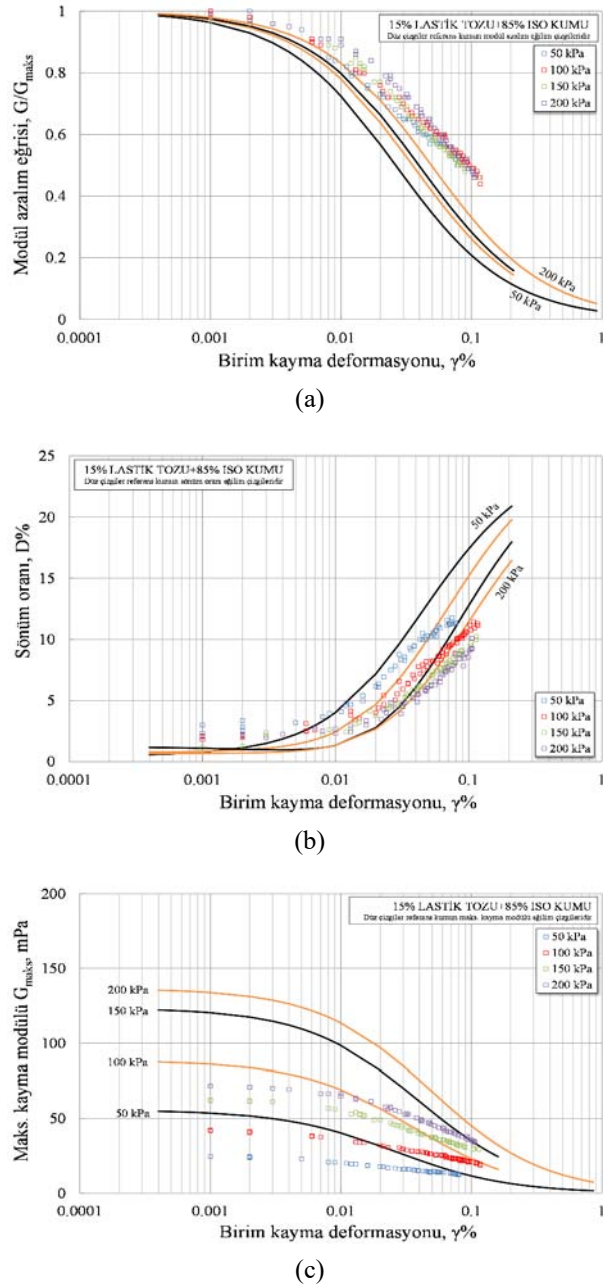 1
0.8
0.6
0.4
0.2
0
Modül azalım eğrisi, G/Gmaks
15% LASTİK TOZU+85% ISO KUMU
Düz çizgiler referans kumun modül azalım eğilim çizgileridir
50 kPa
100 kPa
150 kPa
200 kPa
200 kPa
50 kPa
0.0001 0.001 0.01 0.1 1
Birim kayma deformasyonu, γ%
(a)
25
20
15
10
5
0
Sönüm oranı, D%
15% LASTİK TOZU+85% ISO KUMU
Düz çizgiler referans kumun sönüm oranı eğilim çizgileridir
50 kPa
200 kPa
50 kPa
100 kPa
150 kPa
200 kPa
0.0001 0.001 0.01 0.1 1
Birim kayma deformasyonu, γ%
(b)
200
150
100
50
0
Maks. kayma modülü Gmaks, mPa
15% LASTİK TOZU+85% ISO KUMU
Düz çizgiler referans kumun maks. kayma modülü eğilim çizgileridir
50 kPa
100 kPa
150 kPa
200 kPa
200 kPa
150 kPa
100 kPa
50 kPa
0.0001 0.001 0.01 0.1 1
Birim kayma deformasyonu, γ%
(c)